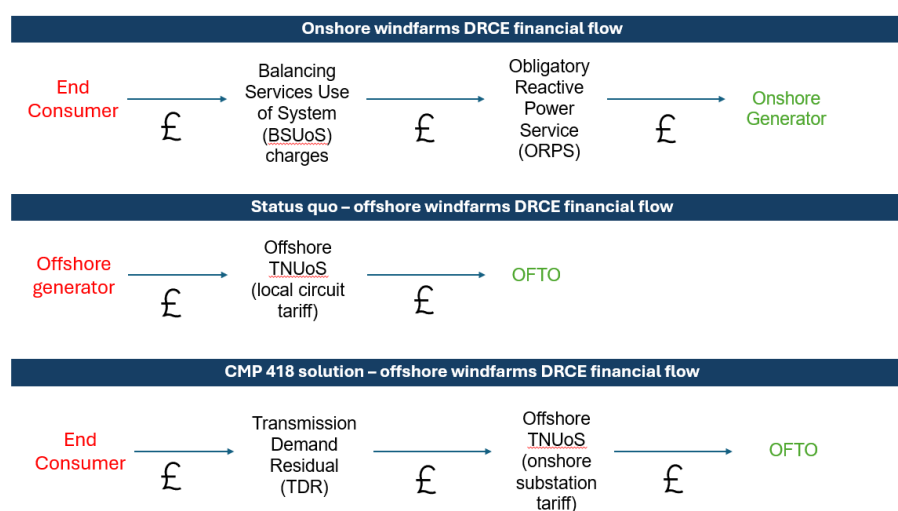 Onshore windfarms DRCE financial flow
End
Consumer
£
Balancing
Services Use
of System
(BSUoS)
charges
£
Obligatory
Reactive
Power
Service
(ORPS)
£
Onshore
Generator
Status quo – offshore windfarms DRCE financial flow
Offshore
generator
£
Offshore
TNUoS
(local circuit
tariff)
£
OFTO
CMP 418 solution – offshore windfarms DRCE financial flow
End
Consumer
£
Transmission
Demand
Residual
(TDR)
£
Offshore
TNUoS
(onshore
substation
tariff)
£
OFTO